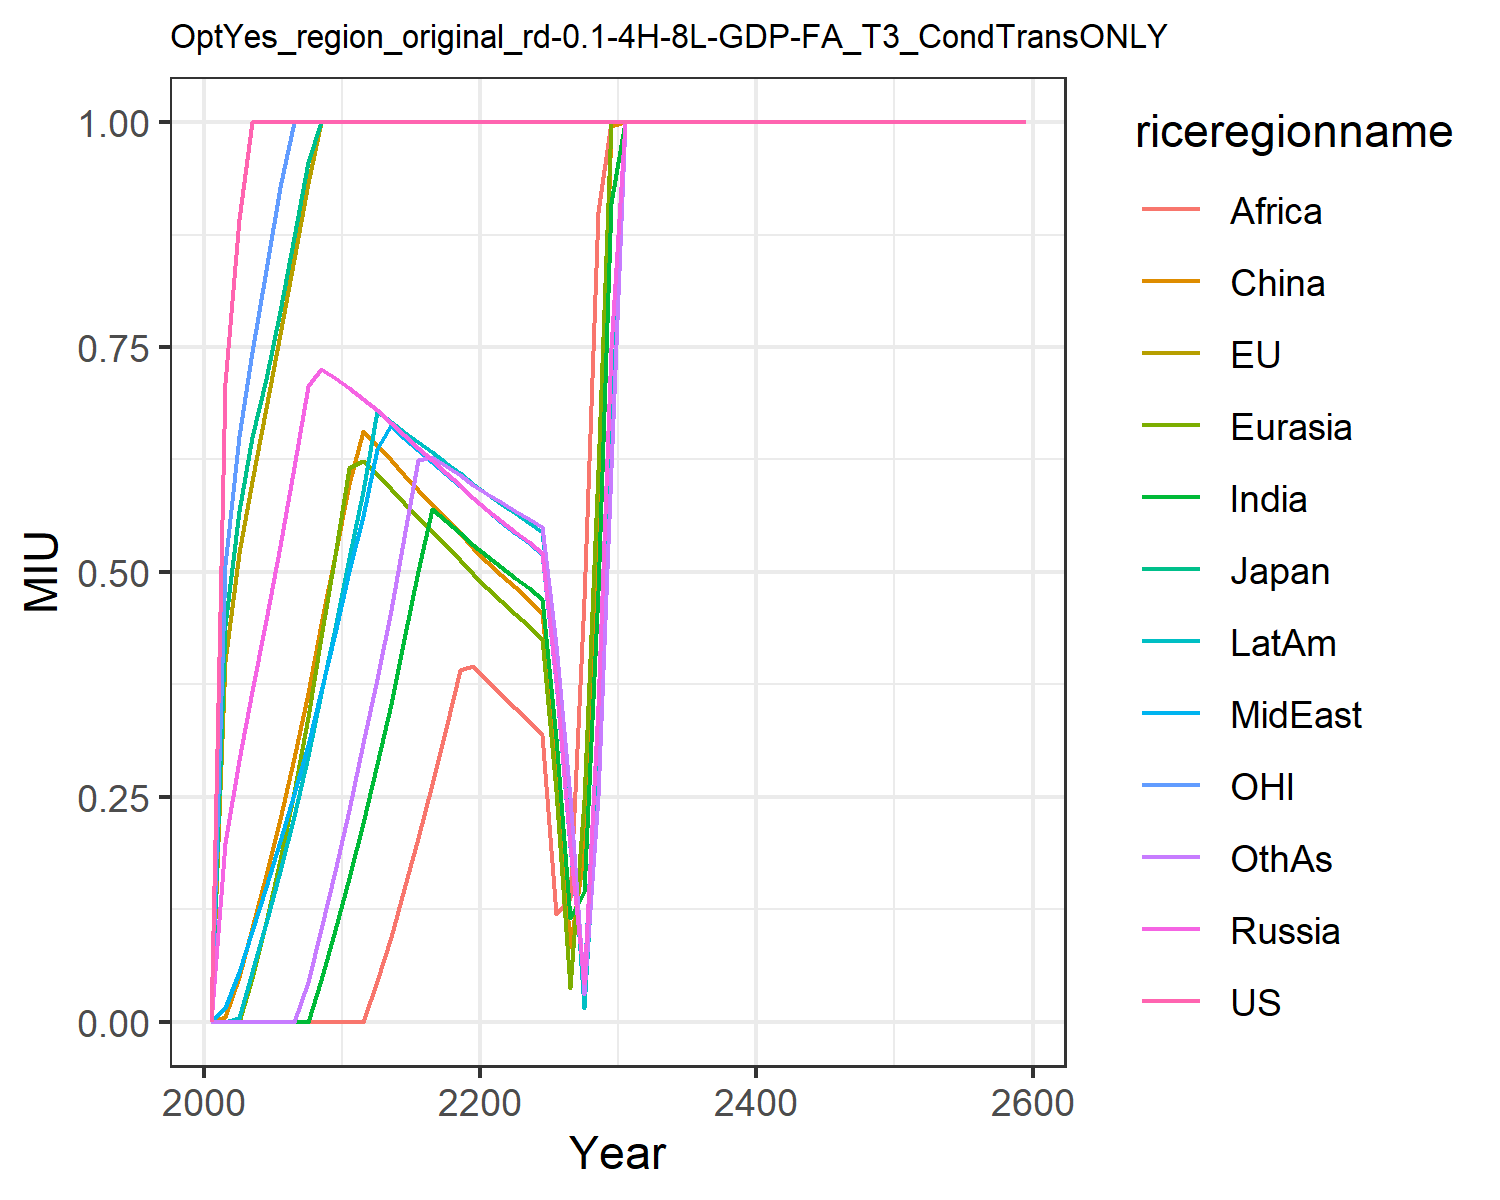 OptYes_region_original_rd-0.1-4H-8L-GDP-FA_T3_CondTransONLY
1.00
0.75
0.50
0.25
0.00
MIU
2000
2200
2400
2600
Year
riceregionname
Africa
China
EU
Eurasia
India
Japan
LatAm
MidEast
OHI
OthAs
Russia
US